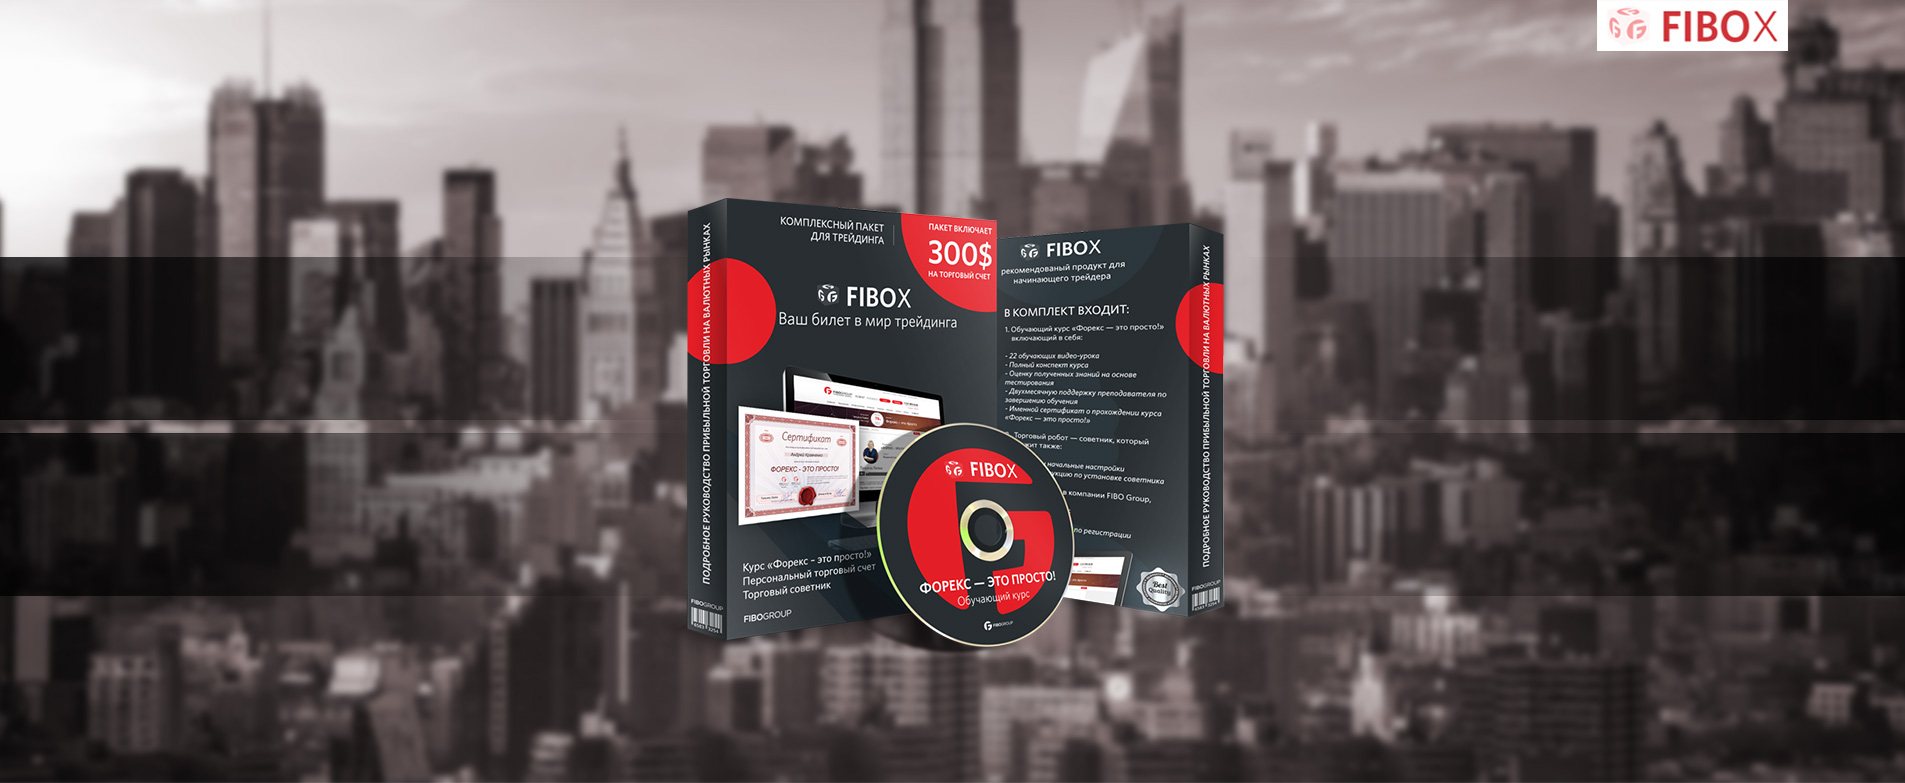 FIBOX
КОМПЛЕКСНЫЙ ПАКЕТ
ДЛЯ ТРЕЙДИНГА
ПАКЕТ ВКЛЮЧАЕТ
300$
НА ТОРГОВЫЙ СЧЕТ
FIBOX
Ваш билет в мир трейдинга
ПОДРОБНОЕ РУКОВОДСТВО ПРИБЫЛЬНОЙ ТОРГОВЛИ НА ВАЛЮТНЫХ РЫНКАХ
Сертификат
ФОРЕКС - ЭТО ПРОСТО!
Курс «Форекс - это просто!»
Персональный торговый счет
Торговый советник
FIBOGROUP
FIBOGROUP
FIBOX
ФОРЕКС — ЭТО ПРОСТО!
Обучающий курс
FIBOGROUP
FIBOX
рекомендованый продукт для
начинающего трейдера
В КОМПЛЕКТ ВХОДИТ:
1. Обучающий курс «Форекс — это просто!»
включающий в себя:
- 22 обучающих видео-урока
- Полный конспект курса
- Оценку полученных знаний на основе
тестирования
- Двухмесячную поддержку преподавателя по
завершению обучения
- Именной сертификат о прохождении курса
«Форекс — это просто!»
Торговый робот — советник, который
также:
начальные настройки
по установке советника
в компании FIBO Group,
по регистрации
Best
Quality
ПОДРОБНОЕ РУКОВОДСТВО ПРИБЫЛЬНОЙ ТОРГОВЛИ НА ВАЛЮТНЫХ РЫНКАХ
FIBOGROUP